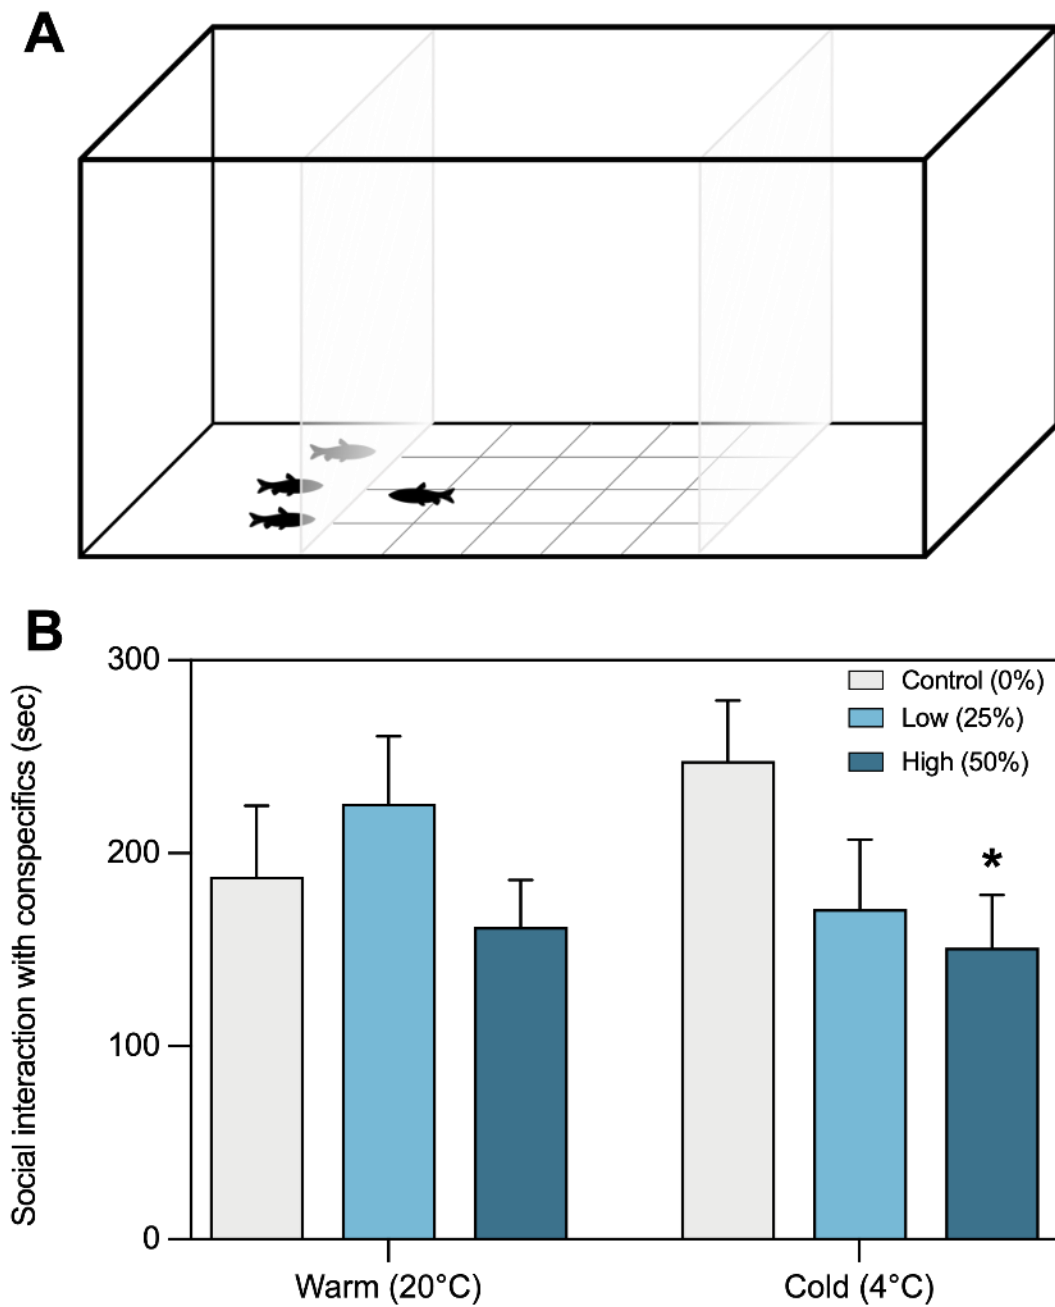 A
B
Social interaction with conspecifics (sec)
300
200
100
0
Control (0%)
Low (25%)
High (50%)
*
Warm (20°C)
Cold (4°C)